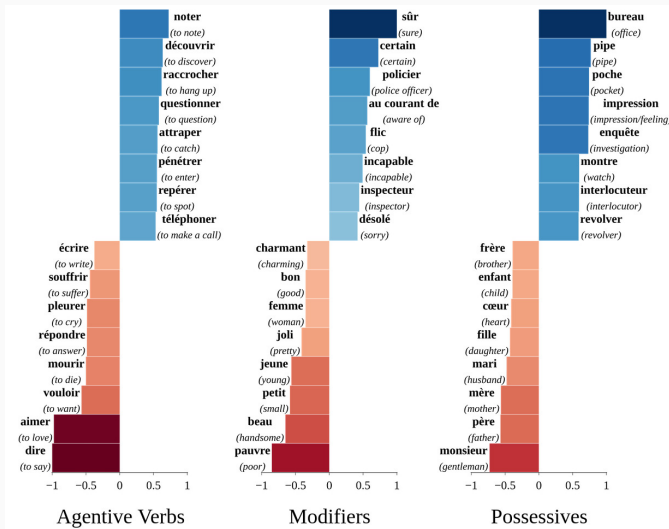 noter
(to note)
découvrir
(to discover)
raccrocher
(to hang up)
questionner
(to question)
attraper
(to catch)
pénétrer
(to enter)
repérer
(to spot)
téléphoner
(to make a call)
écrire
(to write)
souffrir
(to suffer)
pleurer
(to cry)
répondre
(to answer)
mourir
(to die)
vouloir
(to want)
aimer
(to love)
dire
(to say)
−1 −0.5 0 0.5 1
Agentive Verbs
sûr
(sure)
certain
(certain)
policier
(police officer)
au courant de
(aware of)
flic
(cop)
incapable
(incapable)
inspecteur
(inspector)
désolé
(sorry)
charmant
(charming)
bon
(good)
femme
(woman)
joli
(pretty)
jeune
(young)
petit
(small)
beau
(handsome)
pauvre
(poor)
−1 −0.5 0 0.5 1
Modifiers
bureau
(office)
pipe
(pipe)
poche
(pocket)
impression
(impression/feeling
enquête
(investigation)
montre
(watch)
interlocuteur
(interlocutor)
revolver
(revolver)
frère
(brother)
enfant
(child)
cœur
(heart)
fille
(daughter)
mari
(husband)
mère
(mother)
père
(father)
monsieur
(gentleman)
−1 −0.5 0 0.5 1
Possessives